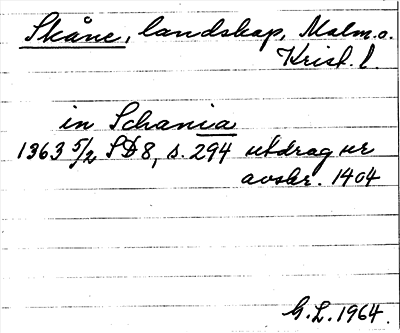 Skåne, landskap, Malm. o.
Krist. l.
in Schania
1363 5/2 SD 8, s. 294 utdrag ur
avskr. 1404
G. L. 1964.